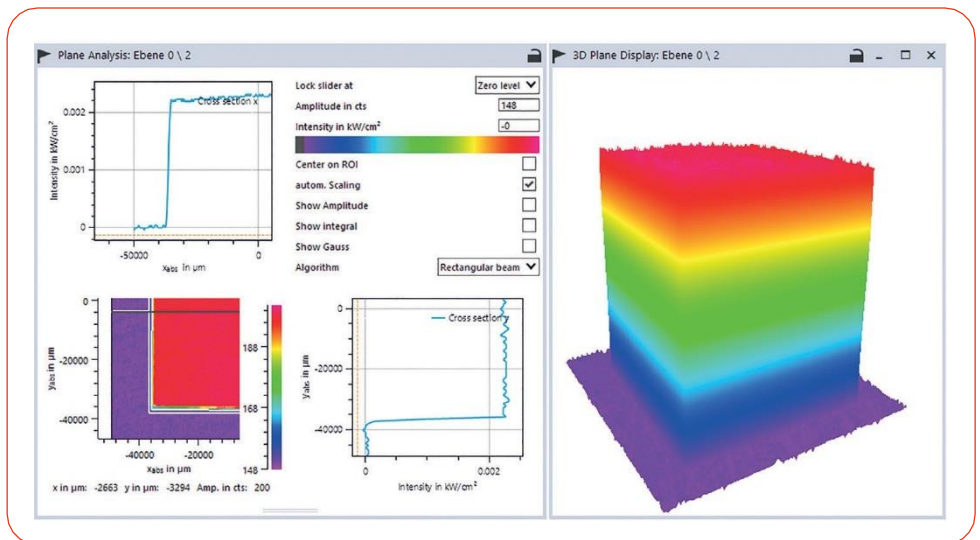 Plane Analysis: Ebene 0 \ 2
Cross section x
0.002
0.001
0
Intensity in kW/cm²
-50000
0
xabs in µm
Lock slider at
Zero level
Amplitude in cts
148
Intensity in kW/cm²
-0
Center on ROI
autom. Scaling
Show Amplitude
Show integral
Show Gauss
Algorithm
Rectangular beam
0
-20000
-40000
yabs in µm
-40000
-20000
xabs in µm
188
168
148
x in µm: -2663 y in µm: -3294 Amp. in cts: 200
Cross section y
0
-20000
-40000
yabs in µm
0
0.002
Intensity in kW/cm²
3D Plane Display: Ebene 0 \ 2